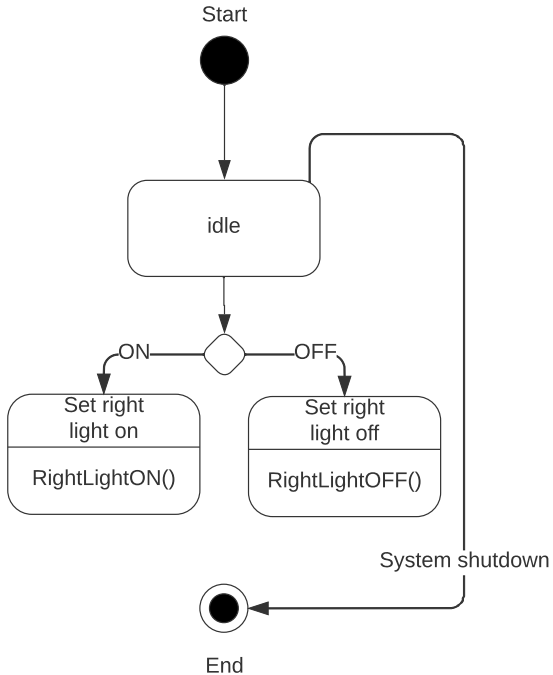 Start
idle
ON
OFF
Set right
light on
RightLightON()
Set right
light off
RightLightOFF()
System shutdown
End